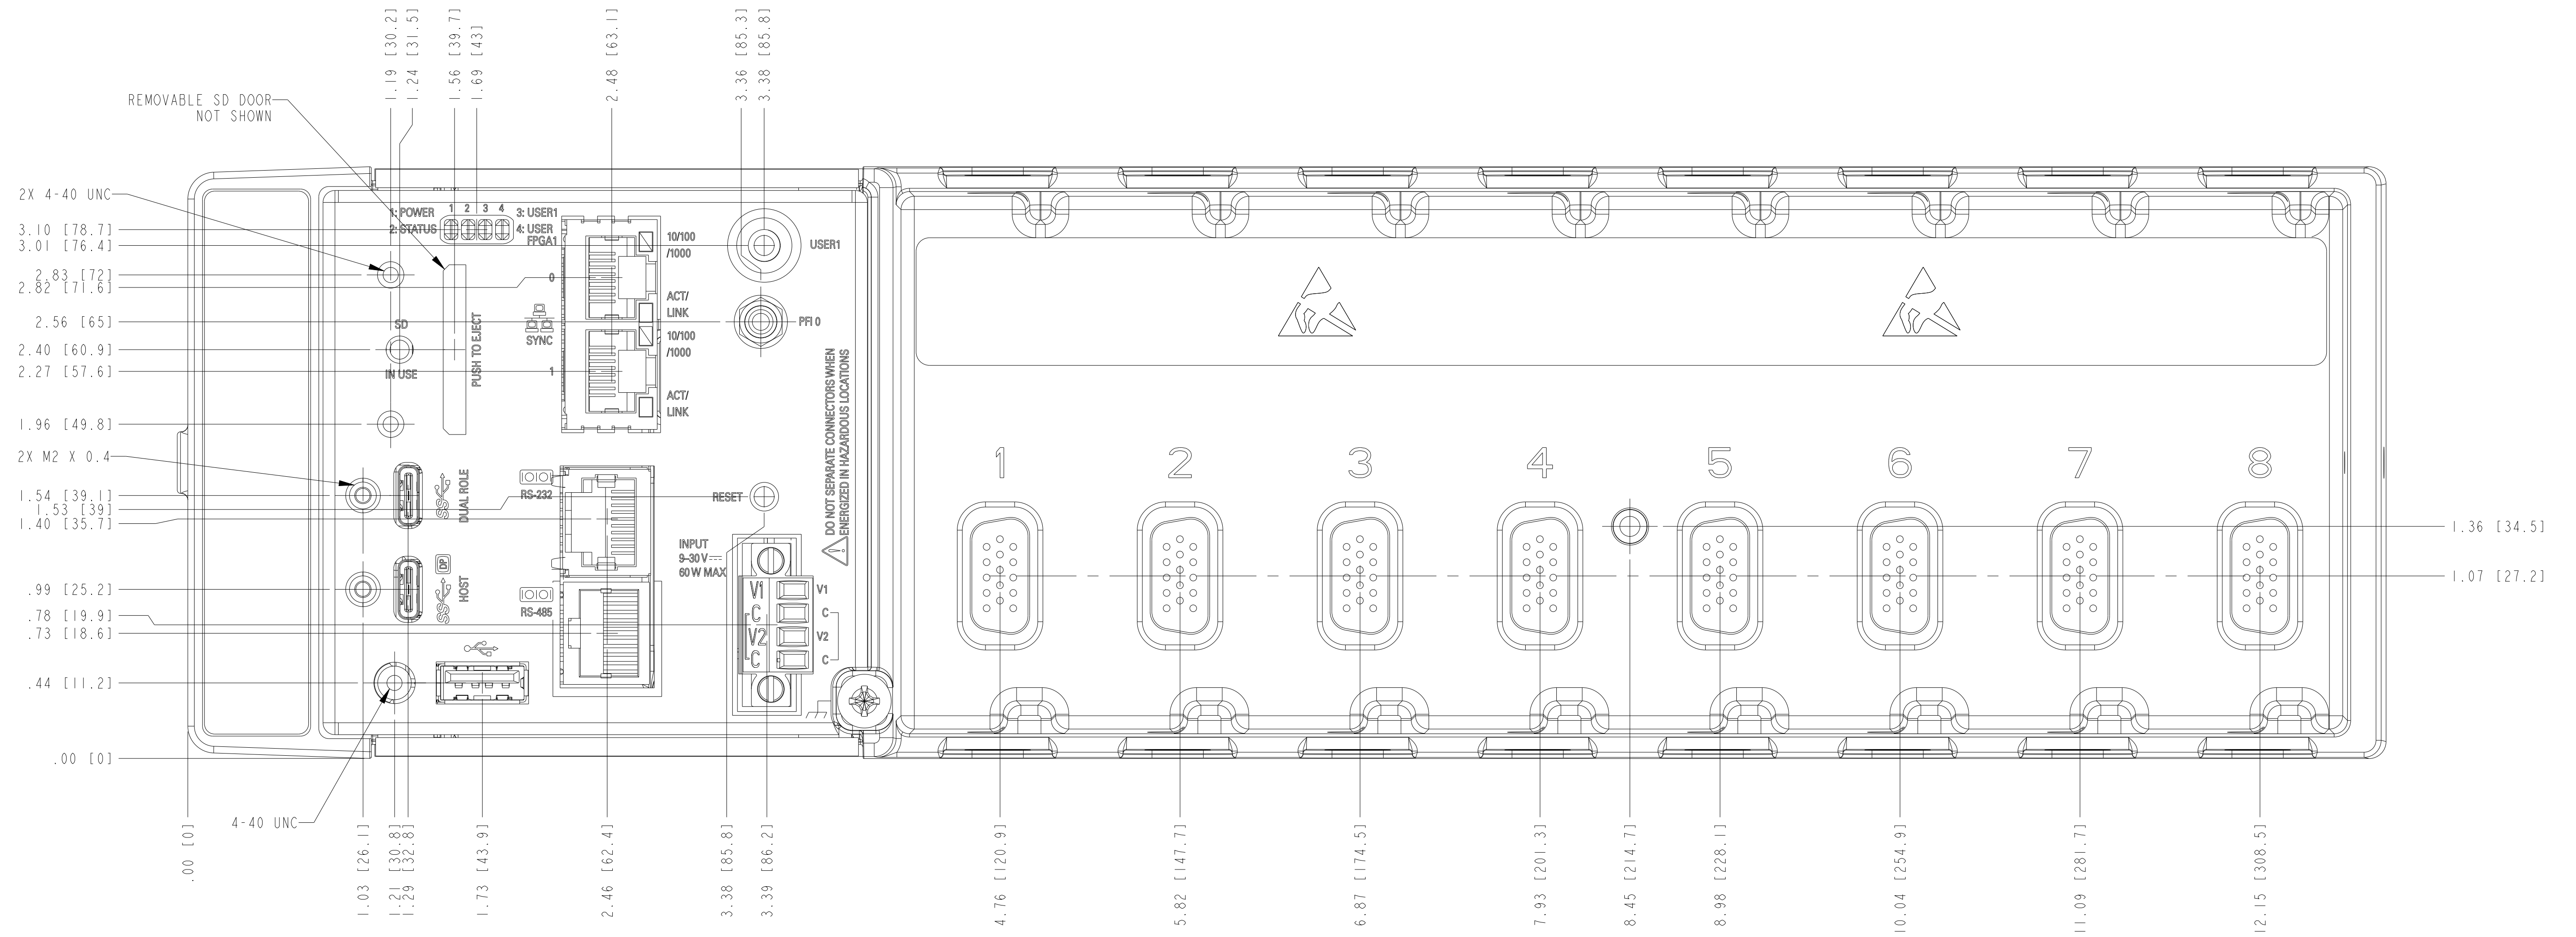 1.19 [30.2]
1.24 [31.5]
1.56 [39.7]
1.69 [43]
2.48 [63.1]
3.36 [85.3]
3.38 [85.8]
REMOVABLE SD DOOR
NOT SHOWN
2X 4-40 UNC
3.10 [78.7]
3.01 [76.4]
2.83 [72]
2.82 [71.6]
2.56 [65]
2.40 [60.9]
2.27 [57.6]
1.96 [49.8]
2X M2 X 0.4
1.54 [39.1]
1.53 [39]
1.40 [35.7]
.99 [25.2]
.78 [19.9]
.73 [18.6]
.44 [11.2]
.00 [0]
4-40 UNC
1: POWER
2: STATUS
1 2 3 4
3: USER1
4: USER
FPGA1
SD
IN USE
PUSH TO EJECT
0
SYNC
1
10/100
/1000
ACT/
LINK
10/100
/1000
ACT/
LINK
USER1
PFI 0
DO NOT SEPARATE CONNECTORS WHEN
ENERGIZED IN HAZARDOUS LOCATIONS
DUAL ROLE
SS
RS-232
RESET
INPUT
9-30 V
60 W MAX
DP
HOST
SS
IOIOI
IOIOI
RS-485
V1
C
V2
C
V1
C
V2
C
1 2 3 4 5 6 7 8
1.36 [34.5]
1.07 [27.2]
.00 [0]
1.03 [26.1]
1.21 [30.8]
1.29 [32.8]
1.73 [43.9]
2.46 [62.4]
3.38 [85.8]
3.39 [86.2]
4.76 [120.9]
5.82 [147.7]
6.87 [174.5]
7.93 [201.3]
8.45 [214.7]
8.98 [228.1]
10.04 [254.9]
11.09 [281.7]
12.15 [308.5]